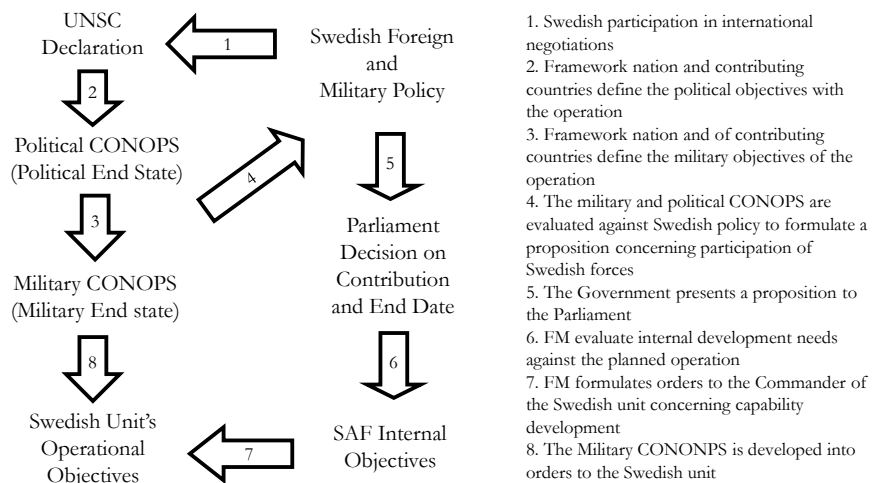 UNSC
Declaration
1
Swedish Foreign
and
Military Policy
2
Political CONOPS
(Political End State)
4
5
3
Parliament
Decision on
Contribution
and End Date
Military CONOPS
(Military End state)
8
6
Swedish Unit's
Operational
Objectives
7
SAF Internal
Objectives
1. Swedish participation in international
negotiations
2. Framework nation and contributing
countries define the political objectives with
the operation
3. Framework nation and of contributing
countries define the military objectives of the
operation
4. The military and political CONOPS are
evaluated against Swedish policy to formulate a
proposition concerning participation of
Swedish forces
5. The Government presents a proposition to
the Parliament
6. FM evaluate internal development needs
against the planned operation
7. FM formulates orders to the Commander of
the Swedish unit concerning capability
development
8. The Military CONONPS is developed into
orders to the Swedish unit